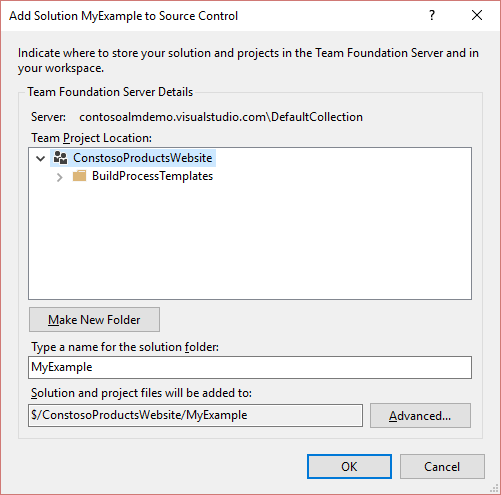 Add Solution MyExample to Source Control
?
Indicate where to store your solution and projects in the Team Foundation Server and in
your workspace.
Team Foundation Server Details
Server: contosoalmdemo.visualstudio.com\DefaultCollection
Team Project Location:
ConstosoProductsWebsite
BuildProcessTemplates
Make New Folder
Type a name for the solution folder:
MyExample
Solution and project files will be added to:
$/ConstosoProductsWebsite/MyExample
Advanced...
OK
Cancel